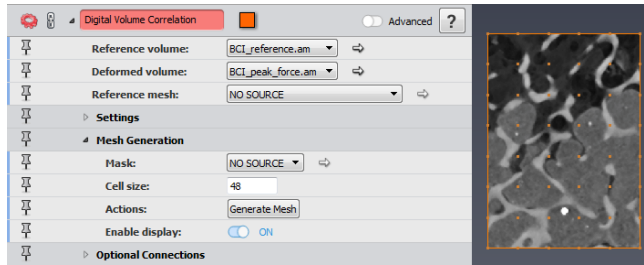 Digital Volume Correlation Advanced ?
Reference volume: BCI_reference.am
Deformed volume: BCI_peak_force.am
Reference mesh: NO SOURCE
Settings
Mesh Generation
Mask: NO SOURCE
Cell size: 48
Actions: Generate Mesh
Enable display: ON
Optional Connections